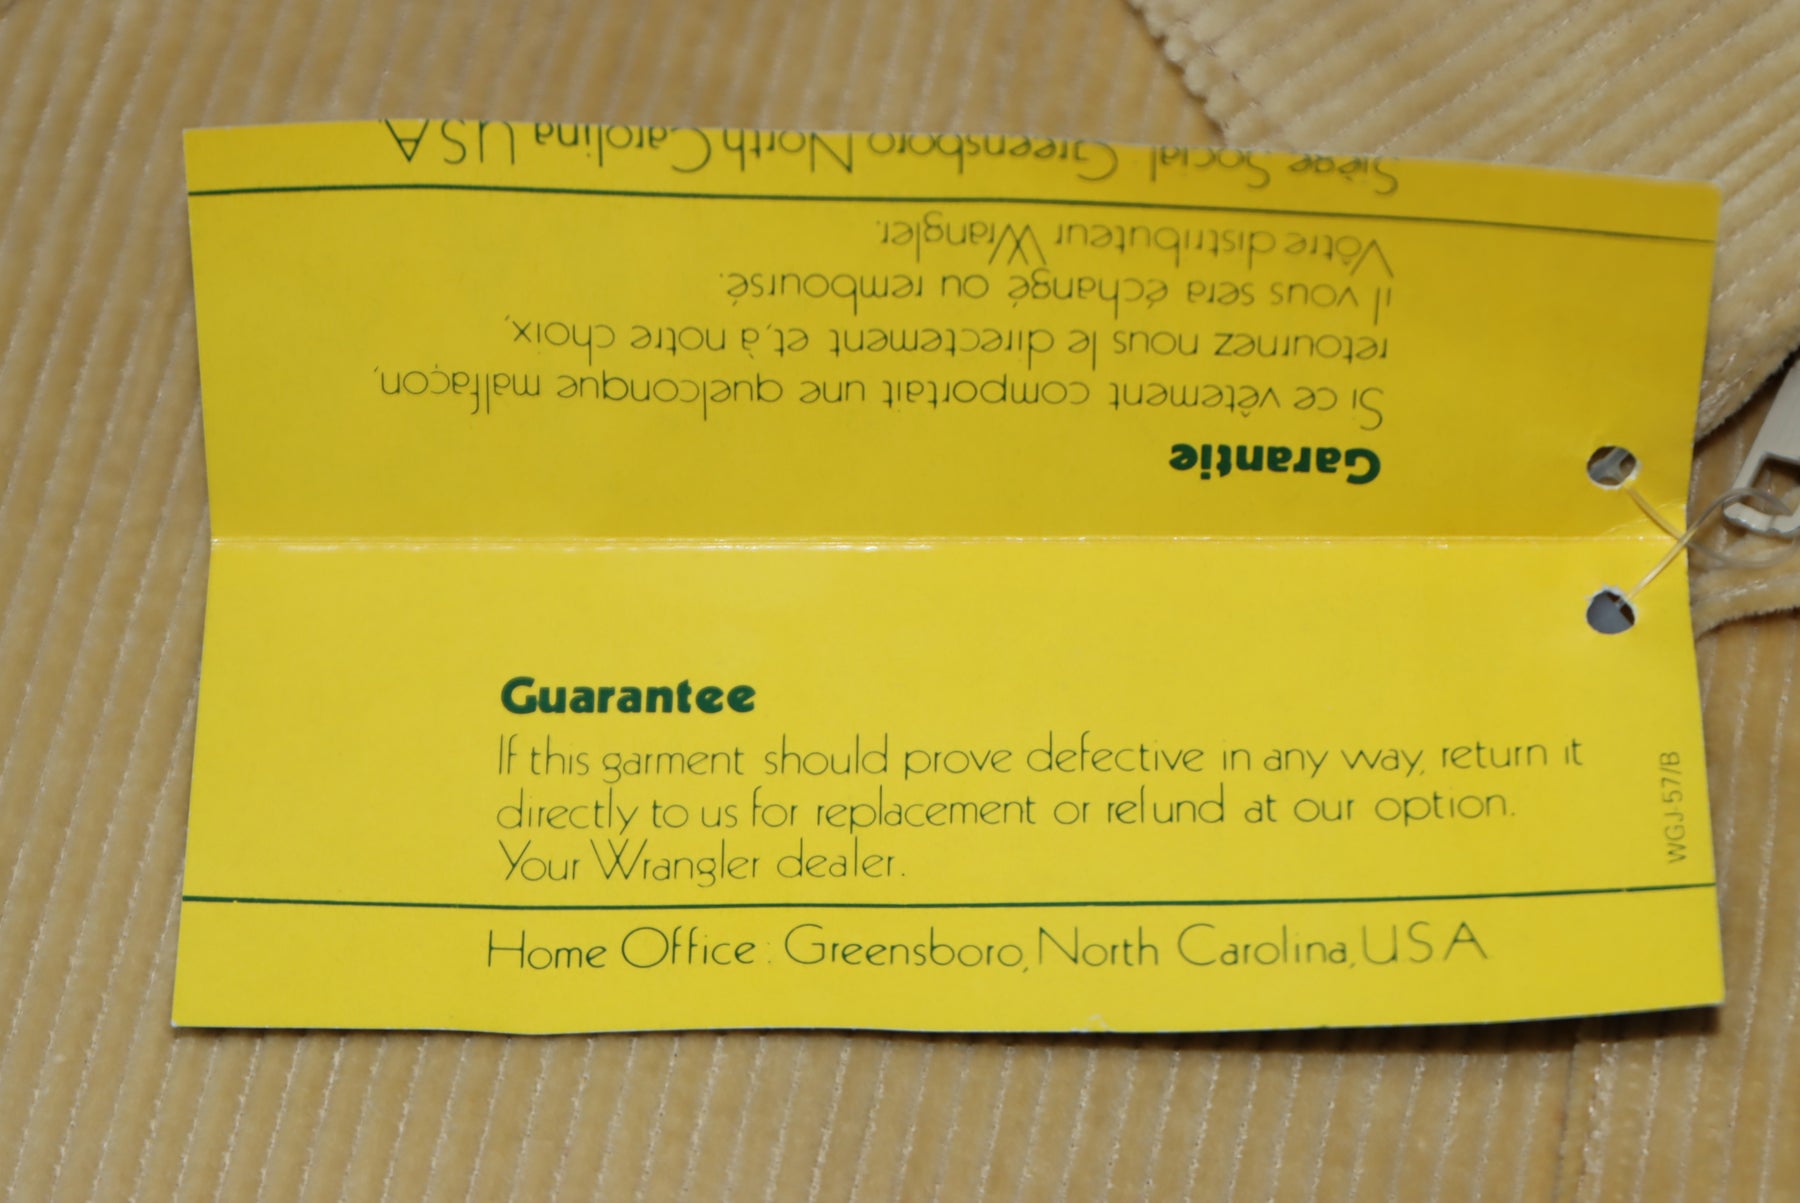 Garantie
Si ce vêtement comportait une quelconque malfaçon,
retournez nous le directement et, à notre choix,
il vous sera échangé ou remboursé.
Vôtre distributeur Wrangler.
Siège Social. Greensboro North Carolina USA
Guarantee
If this garment should prove defective in any way, return it
directly to us for replacement or refund at our option.
Your Wrangler dealer.
WGJ-57/B
Home Office: Greensboro, North Carolina, USA